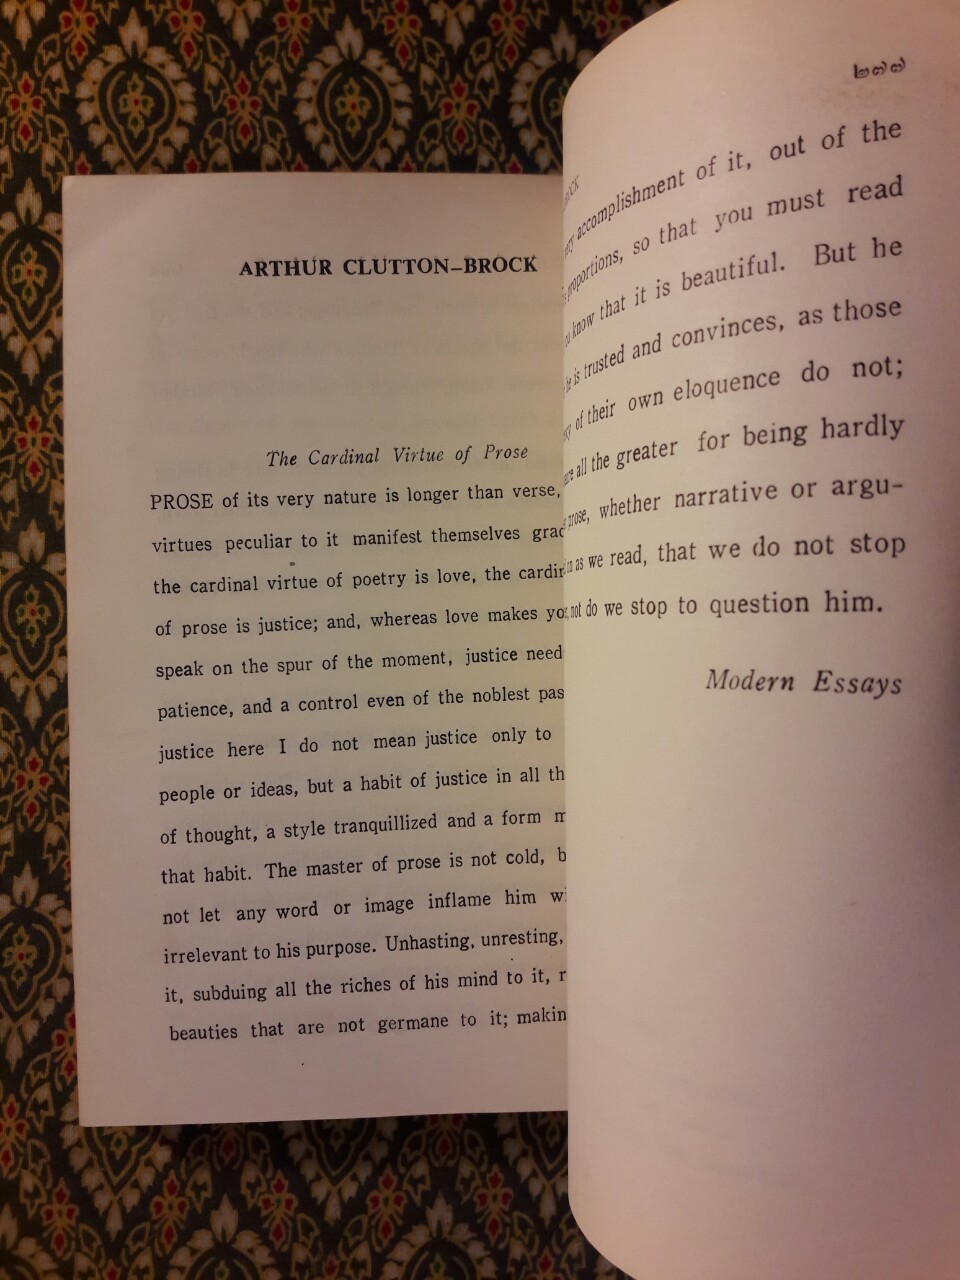 ARTHUR CLUTTON–BROCK
The Cardinal Virtue of Prose
PROSE of its very nature is longer than verse,
virtues peculiar to it manifest themselves
the cardinal virtue of poetry is love, the
of prose is justice; and, whereas love makes
speak on the spur of the moment, justice
patience, and a control even of the noblest
justice here I do not mean justice only to
people or ideas, but a habit of justice in all
of thought, a style tranquillized and a form
that habit. The master of prose is not cold,
not let any word or image inflame him
irrelevant to his purpose. Unhasting, unresting,
it, subduing all the riches of his mind to it,
beauties that are not germane to it;
๒๗๗
accomplishment of it, out of the
proportions, so that you must read
know that it is beautiful. But he
is trusted and convinces, as those
of their own eloquence do not;
all the greater for being hardly
prose, whether narrative or argu-
as we read, that we do not stop
not do we stop to question him.
Modern Essays